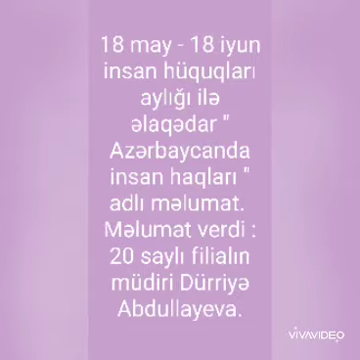 18 may - 18 iyun
insan hüquqları
aylığı ilə
əlaqədar "
Azərbaycanda
insan haqları "
adlı məlumat.
Məlumat verdi :
20 saylı filialın
müdiri Dürriyə
Abdullayeva.
VIVAVIDEO